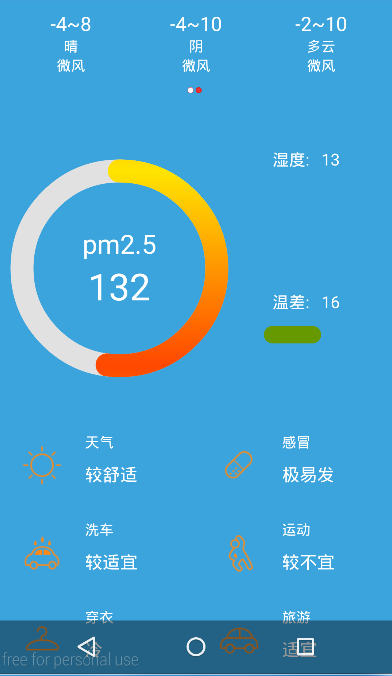 -4~8 -4~10 -2~10
晴 阴 多云
微风 微风 微风
湿度: 13
pm2.5
132
温差: 16
天气 感冒
较舒适 极易发
洗车 运动
较适宜 较不宜
穿衣 旅游
冷 适宜
free for personal use